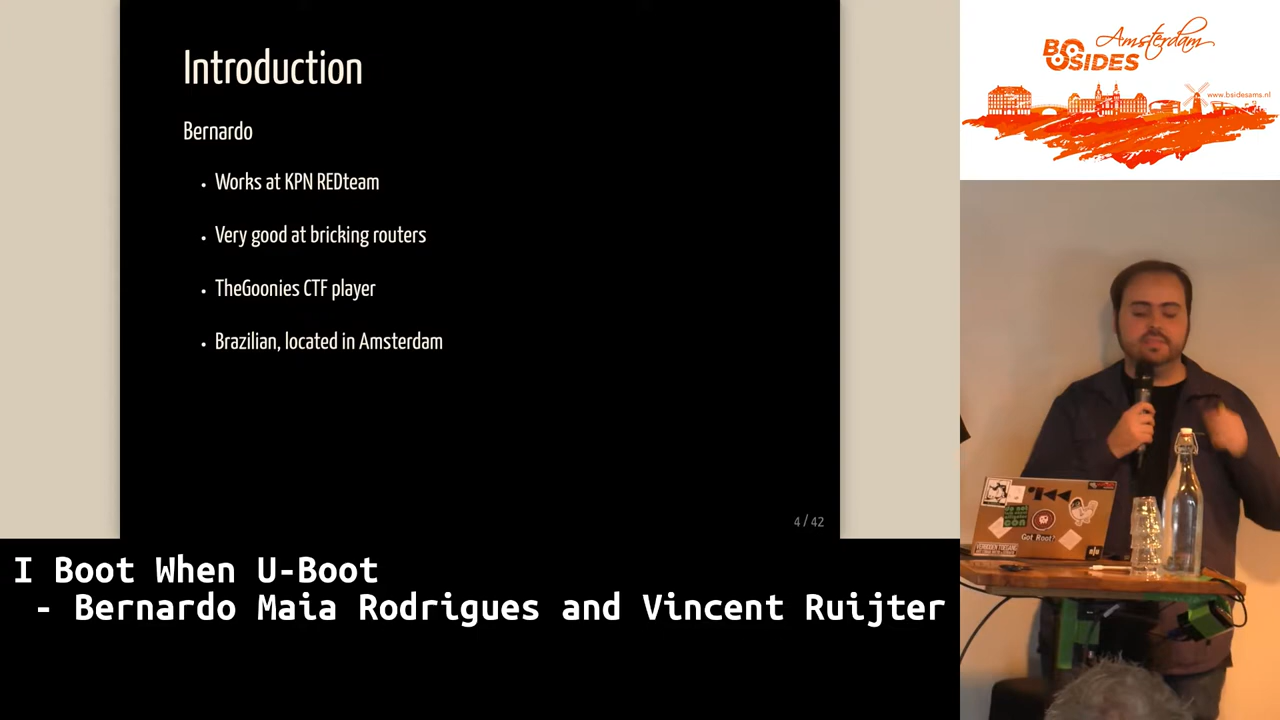 Introduction
Bernardo
• Works at KPN REDteam
• Very good at bricking routers
• TheGoonies CTF player
• Brazilian, located in Amsterdam
4 / 42
I Boot When U-Boot
- Bernardo Maia Rodrigues and Vincent Ruijter
Amsterdam
BSIDES
www.bsidesams.nl
Got Root?